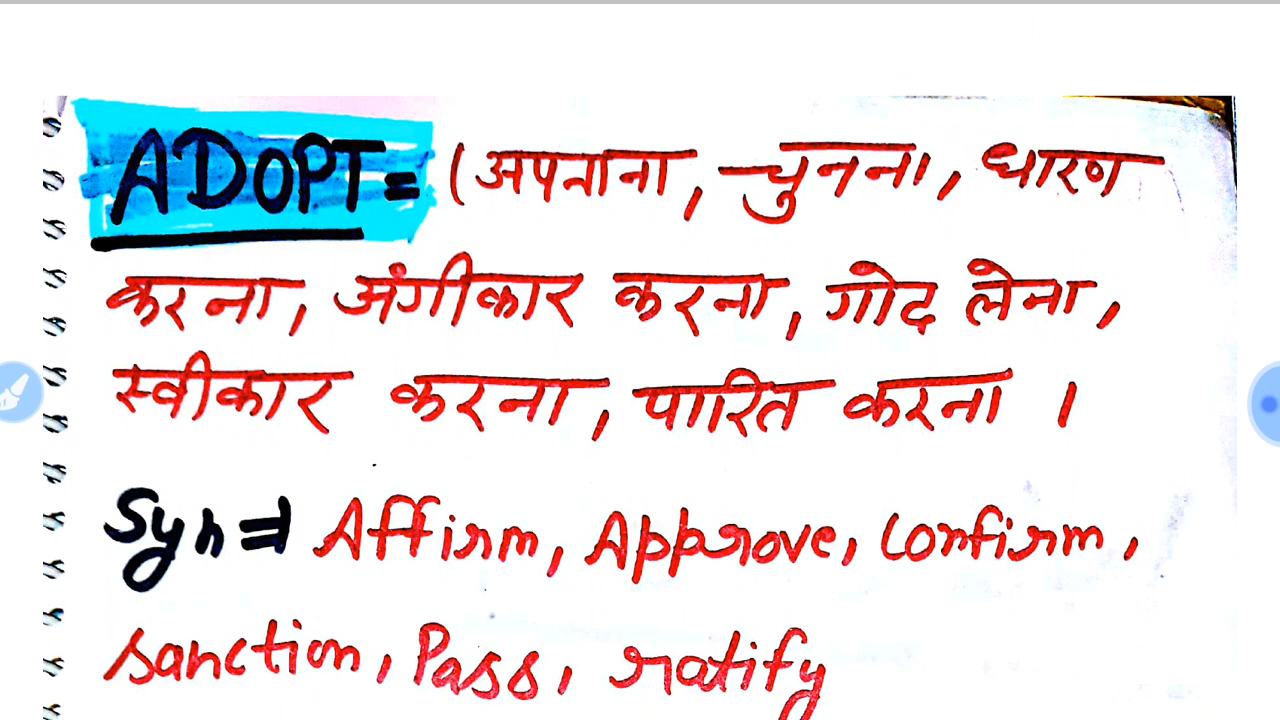 ADOPT = (अपनाना, चुनना, धारण
करना, अंगीकार करना, गोद लेना,
स्वीकार करना, पारित करना ।
Syn ⇒ Affirm, Approve, Confirm,
Sanction, Pass, ratify